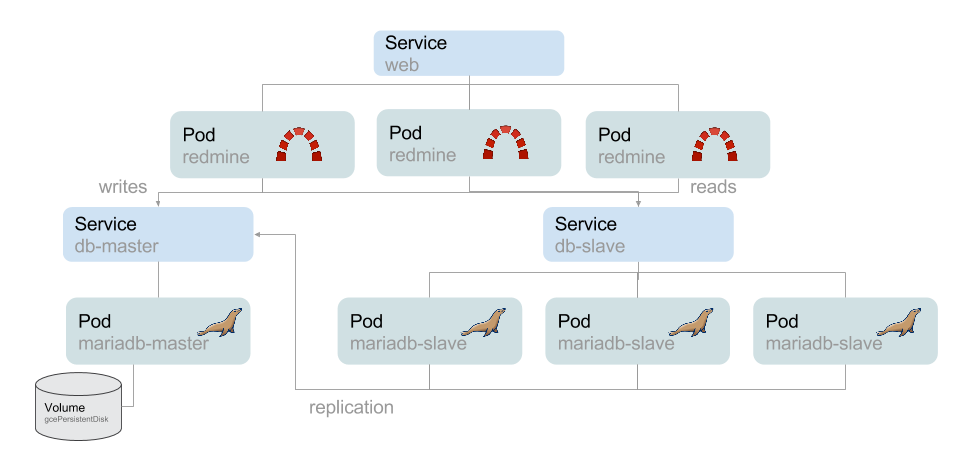 Service
web
Pod
redmine
Pod
redmine
Pod
redmine
writes
reads
Service
db-master
Service
db-slave
Pod
mariadb-master
Pod
mariadb-slave
Pod
mariadb-slave
Pod
mariadb-slave
Volume
gcePersistentDisk
replication